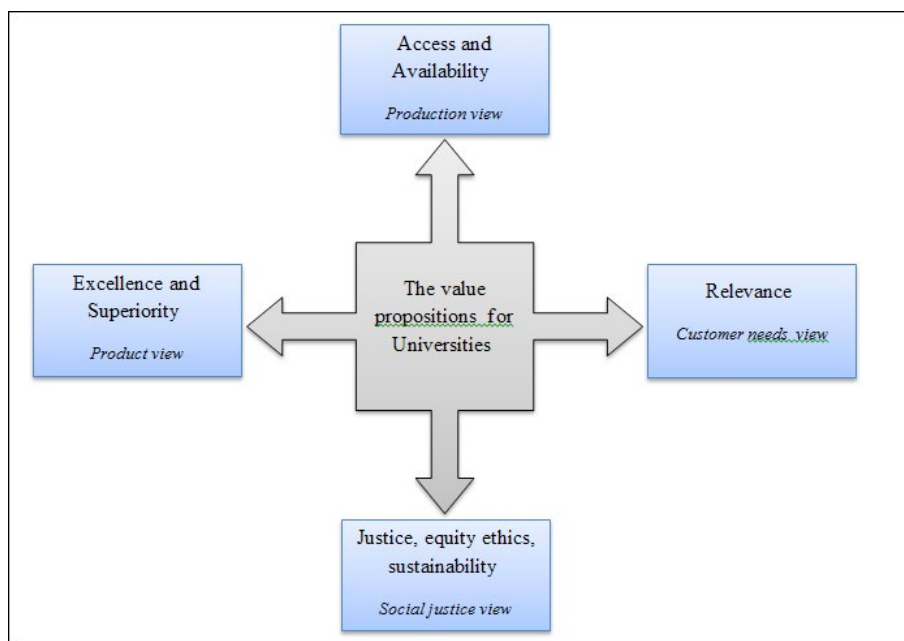 Access and
Availability
Production view
Excellence and
Superiority
Product view
The value
propositions for
Universities
Relevance
Customer needs view
Justice, equity ethics,
sustainability
Social justice view